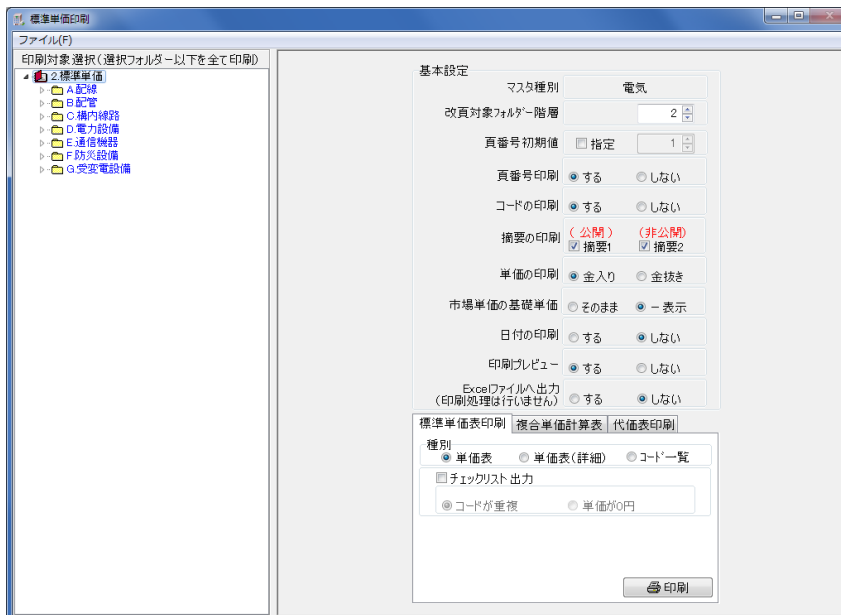 標準単価印刷
ファイル(F)
印刷対象選択(選択フォルダー以下を全て印刷)
2.標準単価
A.配線
B.配管
C.構内線路
D.電力設備
E.通信機器
F.防災設備
G.受変電設備
基本設定
マスタ種別 電気
改頁対象フォルダー階層 2
頁番号初期値 指定 1
頁番号印刷 する しない
コードの印刷 する しない
摘要の印刷 (公開) (非公開)
摘要1 摘要2
単価の印刷 金入り 金抜き
市場単価の基礎単価 そのまま －表示
日付の印刷 する しない
印刷プレビュー する しない
Excelファイルへ出力
(印刷処理は行いません) する しない
標準単価表印刷 複合単価計算表 代価表印刷
種別
単価表 単価表(詳細) コード一覧
チェックリスト出力
コードが重複 単価が0円
印刷